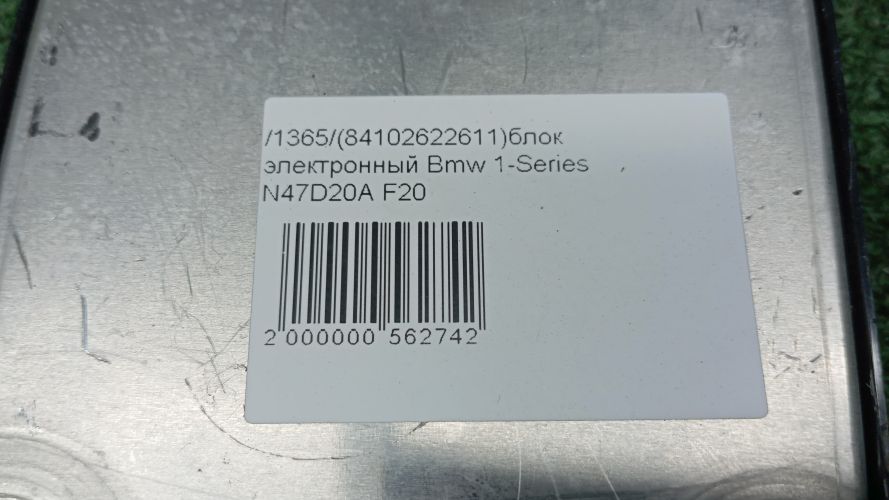 /1365/(84102622611)блок
электронный Bmw 1-Series
N47D20A F20
2 000000 562742